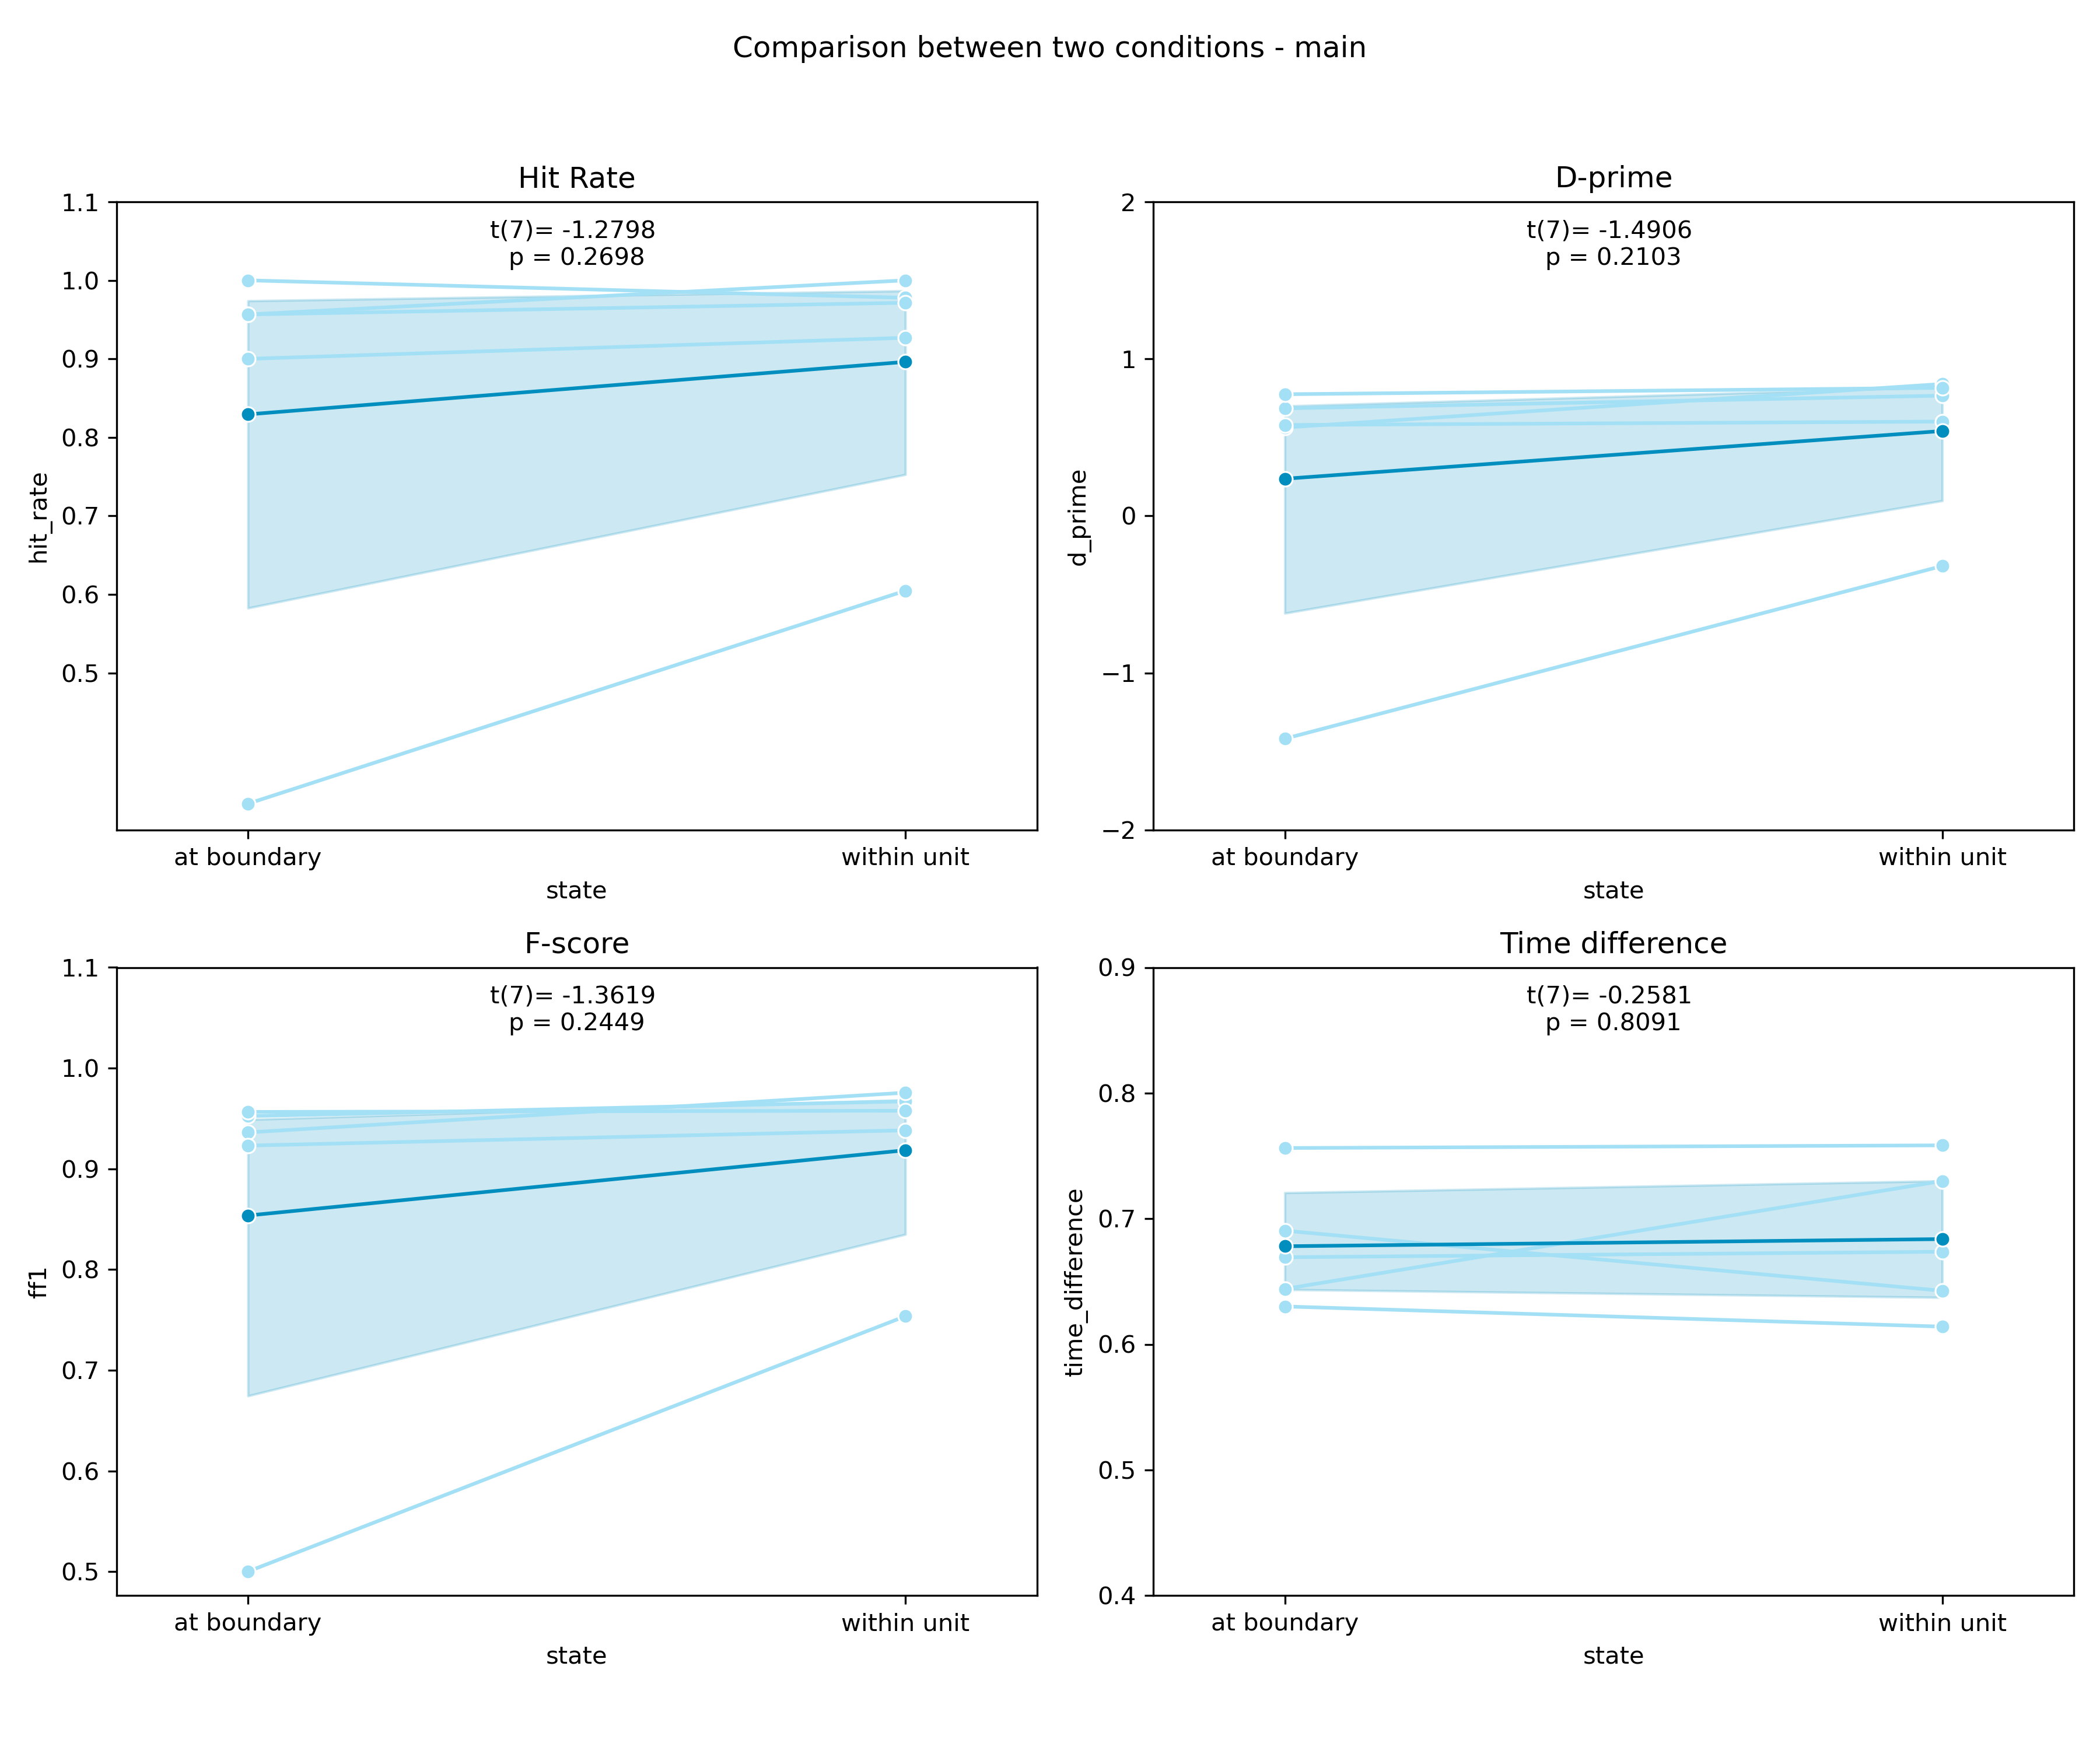 Comparison between two conditions - main
Hit Rate
t(7)= -1.2798
p = 0.2698
1.1
1.0
0.9
0.8
0.7
0.6
0.5
hit_rate
at boundary
within unit
state
D-prime
t(7)= -1.4906
p = 0.2103
2
1
0
−1
−2
d_prime
at boundary
within unit
state
F-score
t(7)= -1.3619
p = 0.2449
1.1
1.0
0.9
0.8
0.7
0.6
0.5
ff1
at boundary
within unit
state
Time difference
t(7)= -0.2581
p = 0.8091
0.9
0.8
0.7
0.6
0.5
0.4
time_difference
at boundary
within unit
state